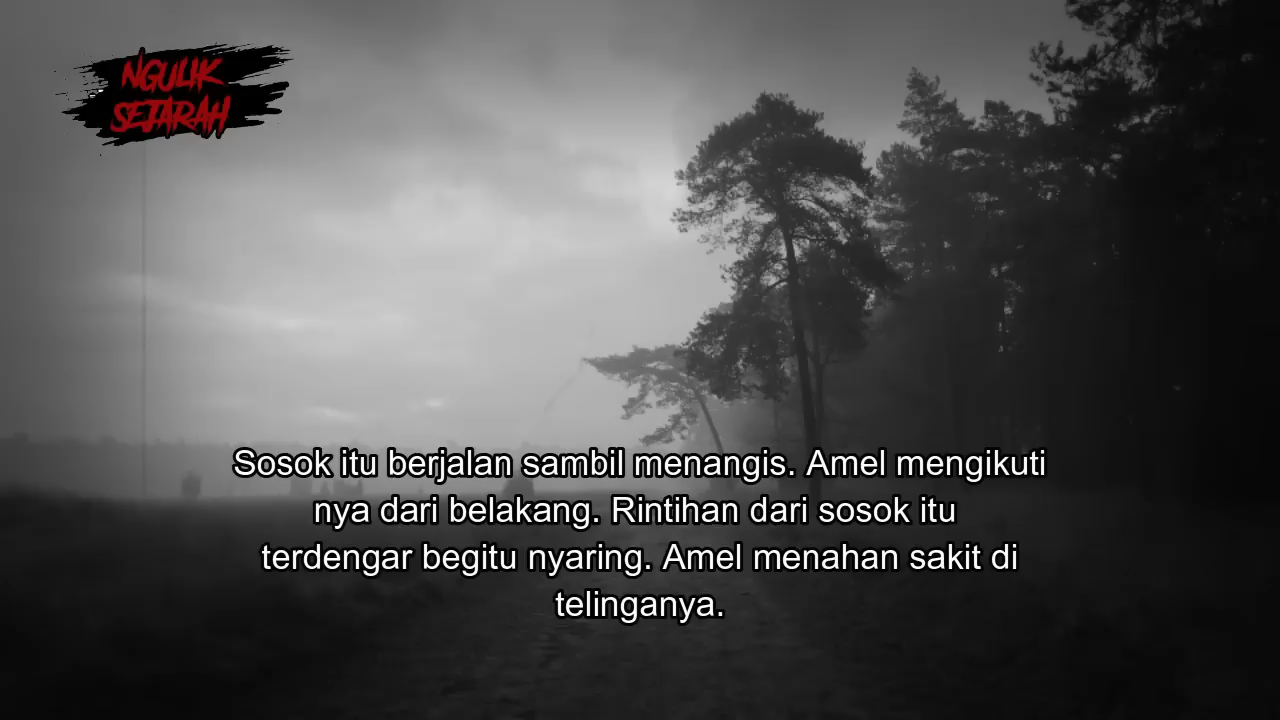 NGULIK
SEJARAH
Sosok itu berjalan sambil menangis. Amel mengikuti
nya dari belakang. Rintihan dari sosok itu
terdengar begitu nyaring. Amel menahan sakit di
telinganya.